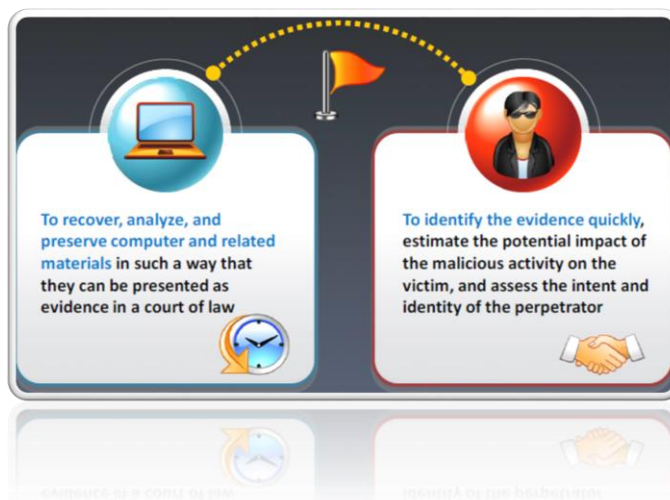 To recover, analyze, and
preserve computer and related
materials in such a way that
they can be presented as
evidence in a court of law
To identify the evidence quickly,
estimate the potential impact of
the malicious activity on the
victim, and assess the intent and
identity of the perpetrator